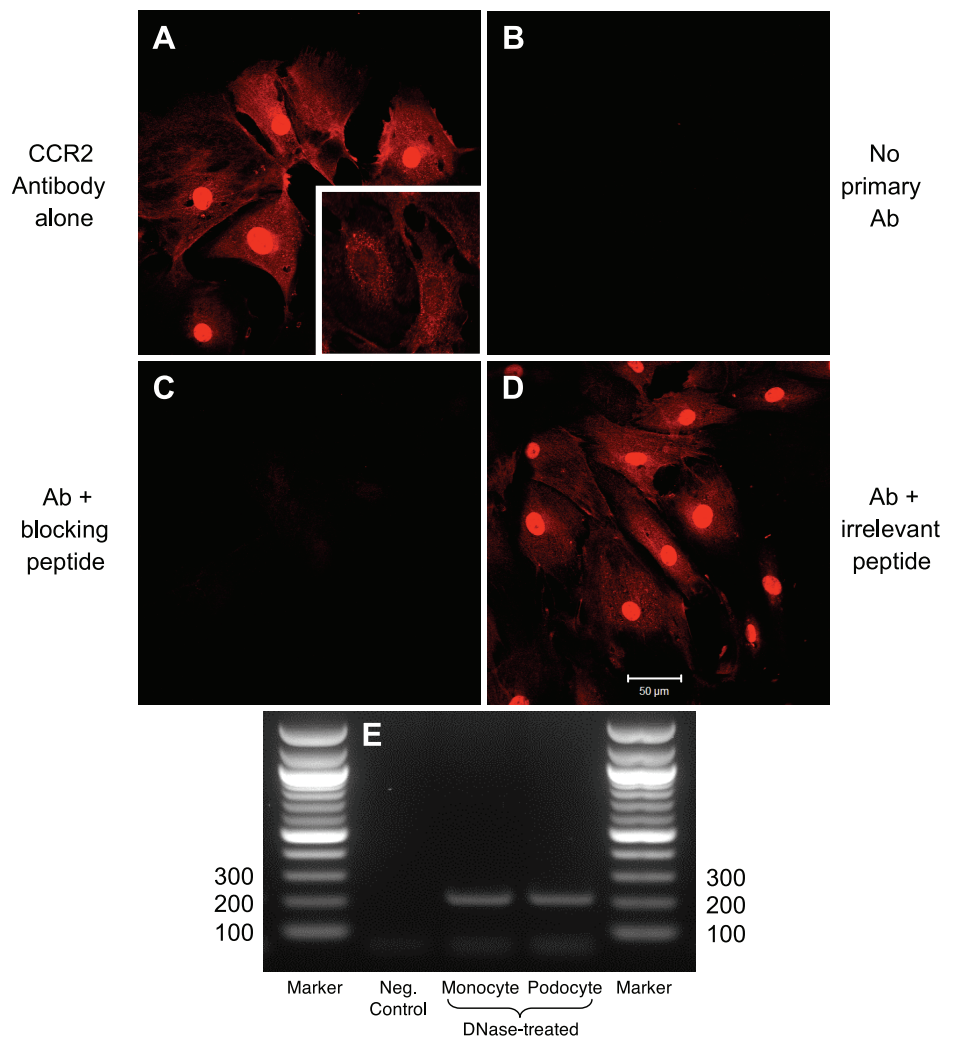 A
B
CCR2
Antibody
alone
No
primary
Ab
C
D
Ab +
blocking
peptide
Ab +
irrelevant
peptide
50 µm
E
300
200
100
300
200
100
Marker
Neg.
Control
Monocyte
Podocyte
Marker
DNase-treated